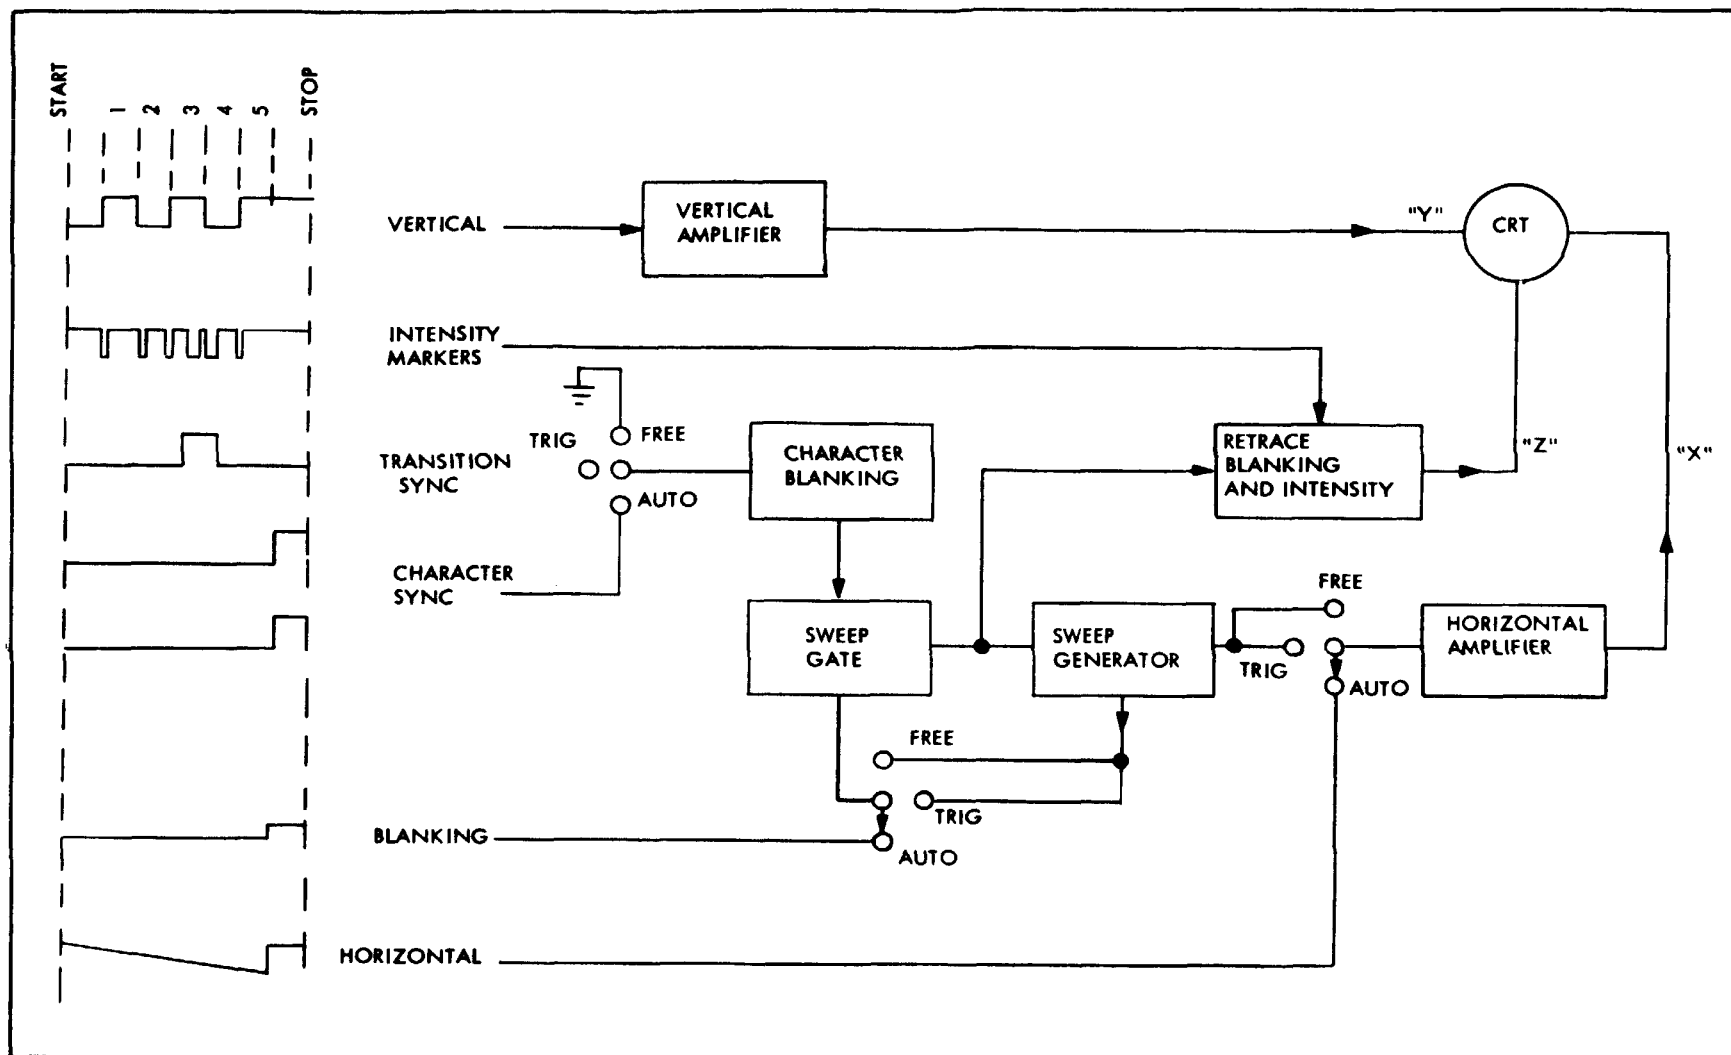 START
1
2
3
4
5
STOP
VERTICAL
VERTICAL
AMPLIFIER
"Y"
CRT
INTENSITY
MARKERS
TRIG
FREE
TRANSITION
SYNC
AUTO
CHARACTER
BLANKING
RETRACE
BLANKING
AND INTENSITY
"Z"
"X"
CHARACTER
SYNC
SWEEP
GATE
SWEEP
GENERATOR
FREE
TRIG
AUTO
HORIZONTAL
AMPLIFIER
FREE
TRIG
AUTO
BLANKING
HORIZONTAL